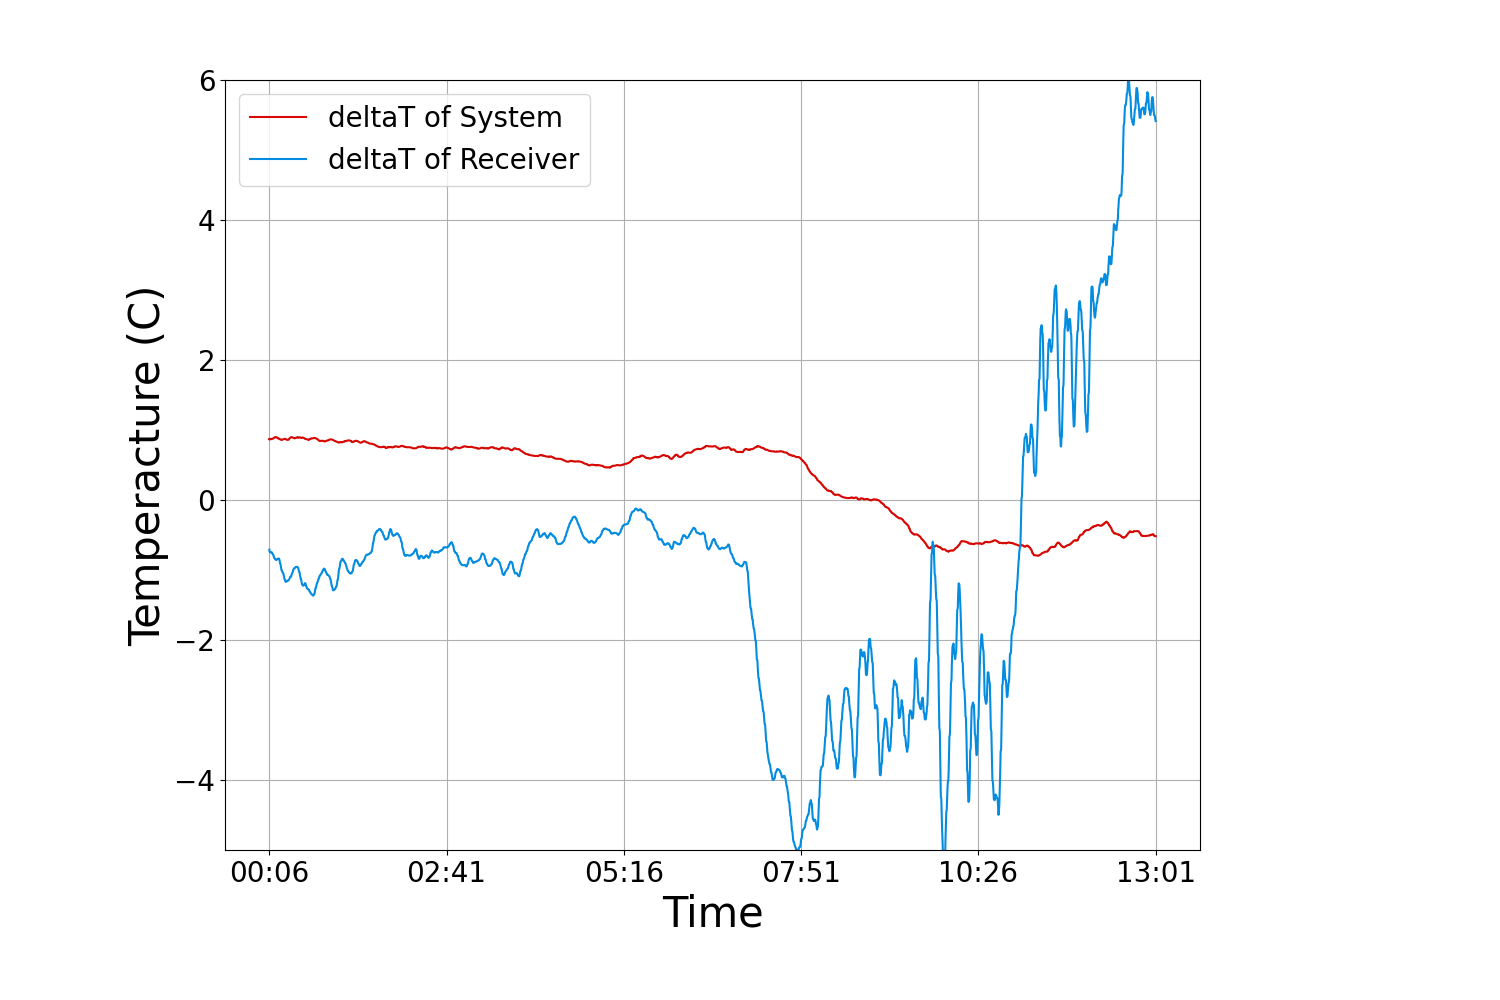 6
4
2
0
−2
−4
Temperacture (C)
deltaT of System
deltaT of Receiver
00:06 02:41 05:16 07:51 10:26 13:01
Time